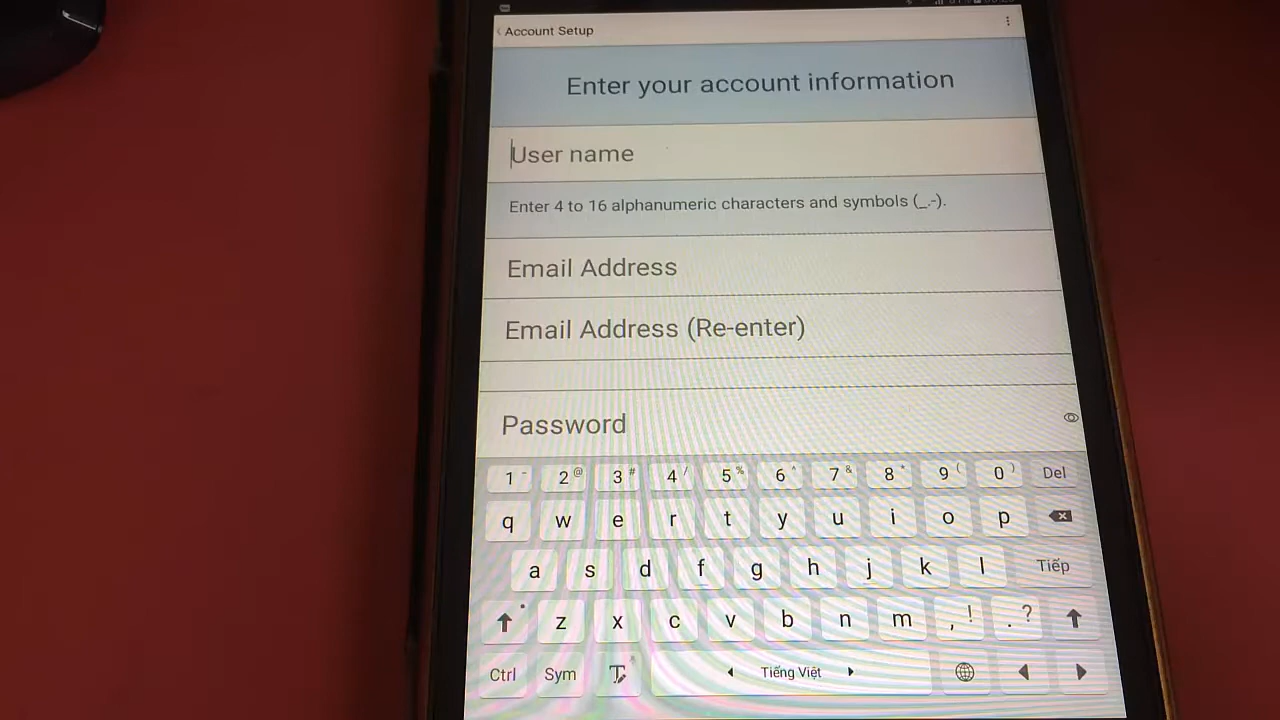 Account Setup
Enter your account information
User name
Enter 4 to 16 alphanumeric characters and symbols (_.-).
Email Address
Email Address (Re-enter)
Password
1 - 2 @ 3 # 4 / 5 % 6 ^ 7 & 8 * 9 ( 0 ) Del
q w e r t y u i o p
a s d f g h j k l Tiếp
z x c v b n m , ! . ?
Ctrl Sym Tiếng Việt